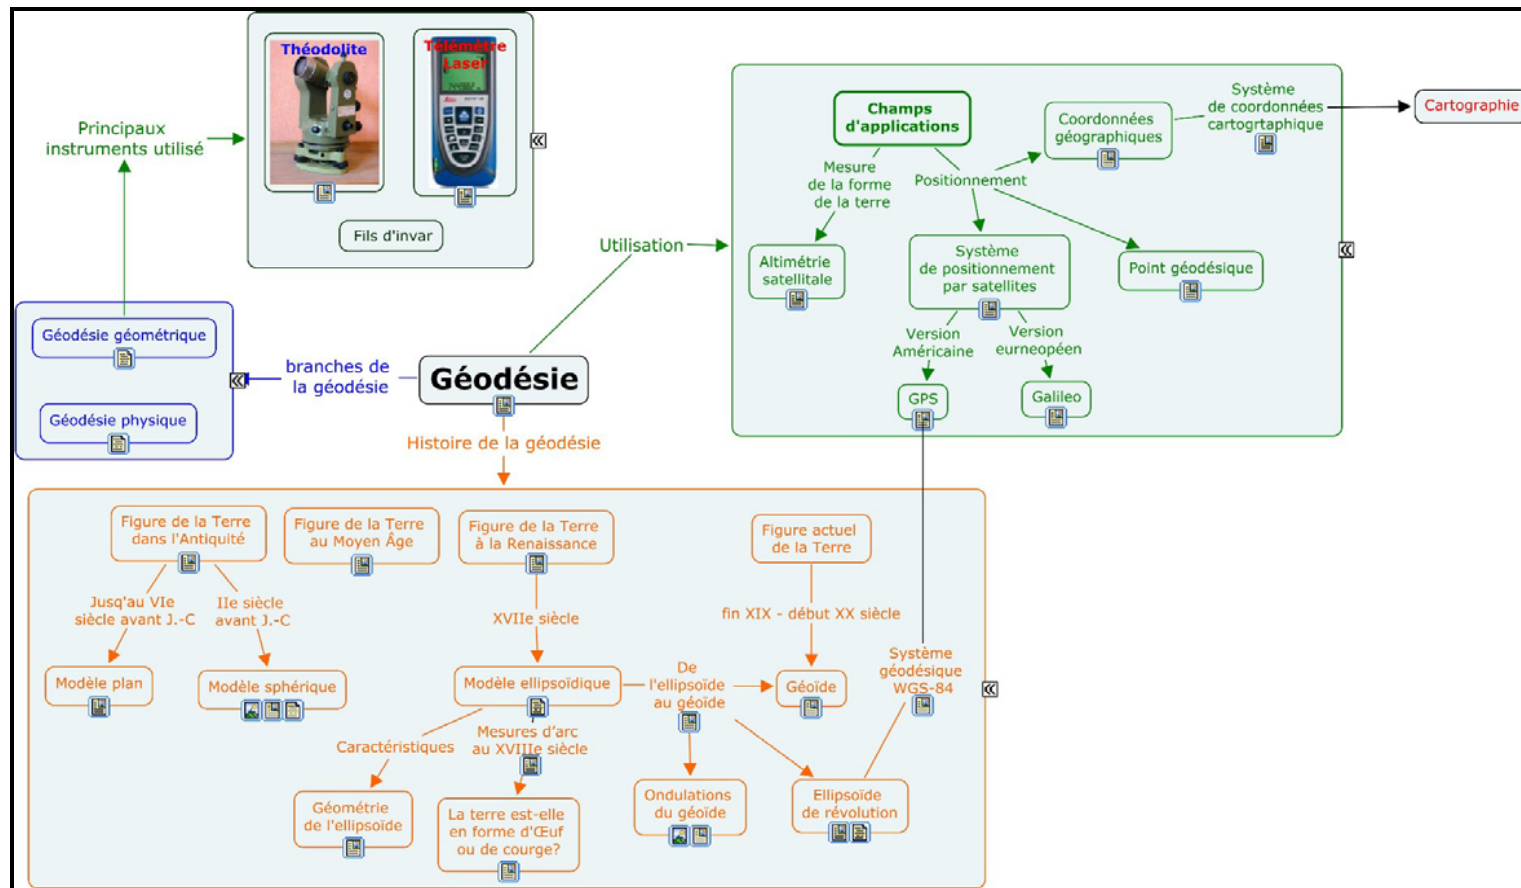 Théodolite
Télémètre
Laser
Fils d'invar
Principaux
instruments utilisé
Géodésie géométrique
Géodésie physique
branches de
la géodésie
Géodésie
Utilisation
Champs
d'applications
Mesure
de la forme
de la terre
Positionnement
Coordonnées
géographiques
Système
de coordonnées
cartogrtaphique
Cartographie
Altimétrie
satellitale
Système
de positionnement
par satellites
Point géodésique
Version
Américaine
Version
eurneopéen
GPS
Galileo
Histoire de la géodésie
Figure de la Terre
dans l'Antiquité
Figure de la Terre
au Moyen Âge
Figure de la Terre
à la Renaissance
Figure actuel
de la Terre
Jusq'au VIe
siècle avant J.-C
IIe siècle
avant J.-C
XVIIe siècle
fin XIX - début XX siècle
Modèle plan
Modèle sphérique
Modèle ellipsoïdique
De
l'ellipsoïde
au géoïde
Géoïde
Système
géodésique
WGS-84
Caractéristiques
Mesures d'arc
au XVIIIe siècle
Géométrie
de l'ellipsoïde
La terre est-elle
en forme d'Œuf
ou de courge?
Ondulations
du géoïde
Ellipsoïde
de révolution